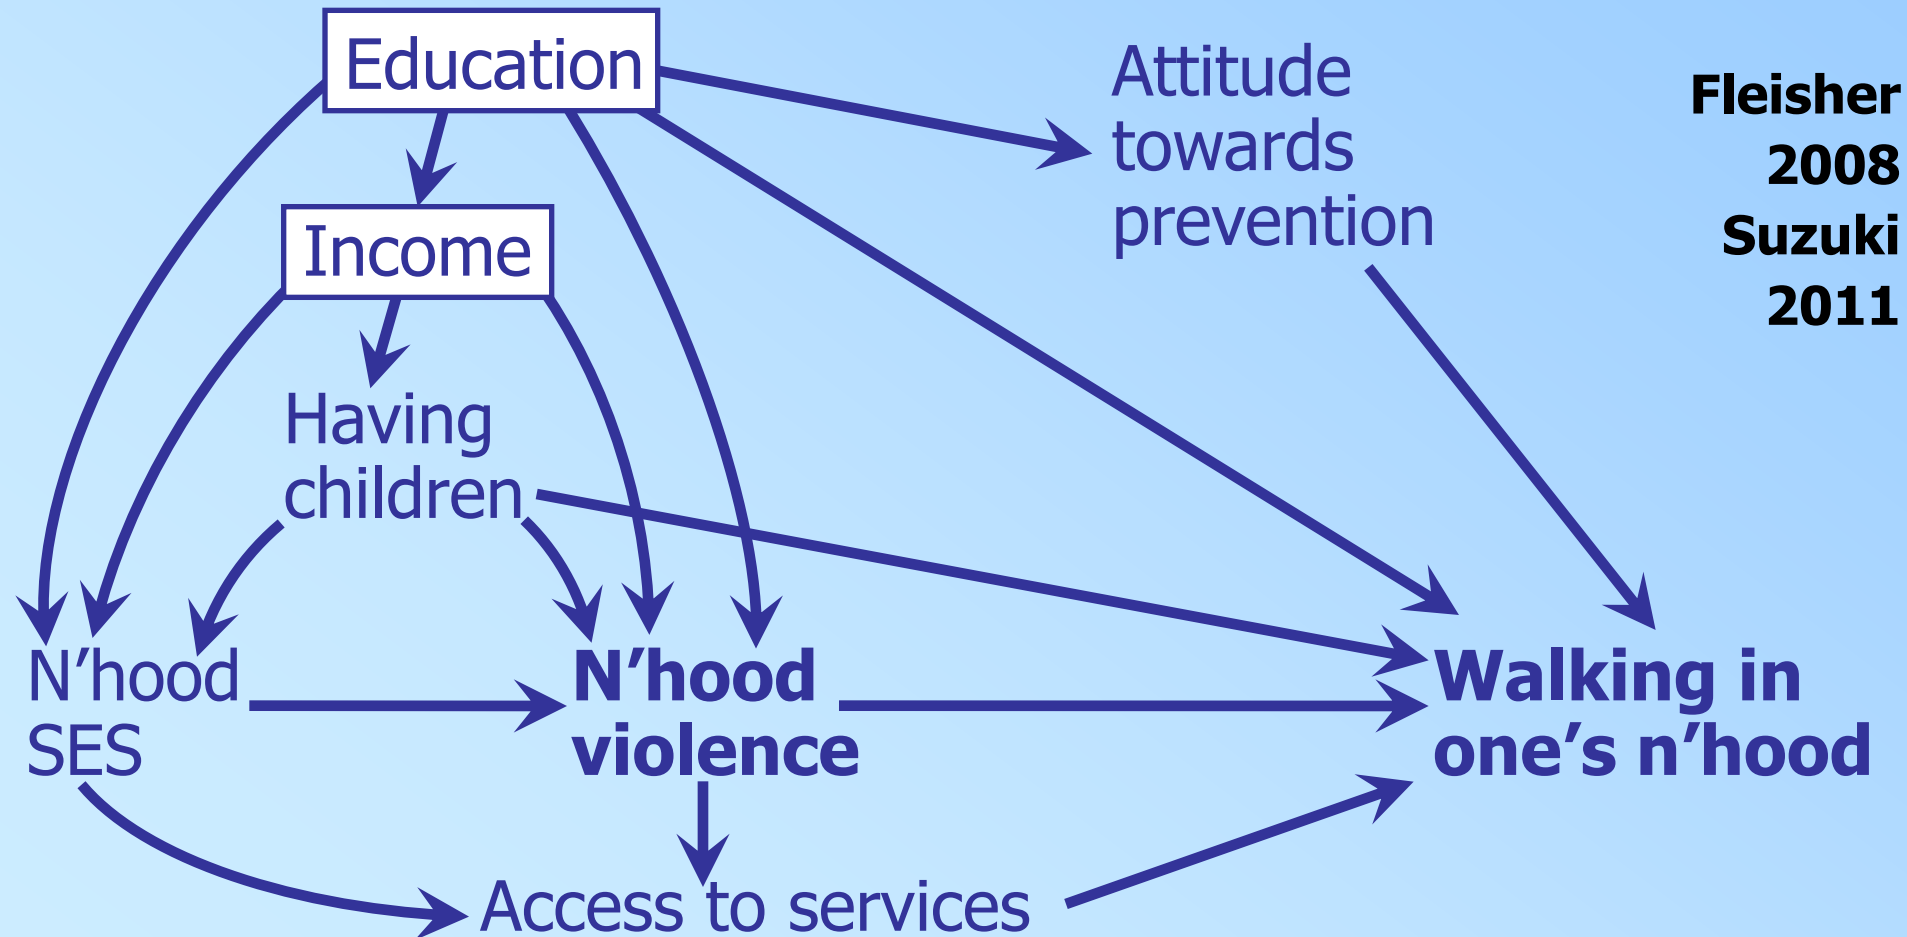 Education
Attitude
towards
prevention
Fleisher
2008
Suzuki
2011
Income
Having
children
N’hood
SES
N’hood
violence
Walking in
one’s n’hood
Access to services